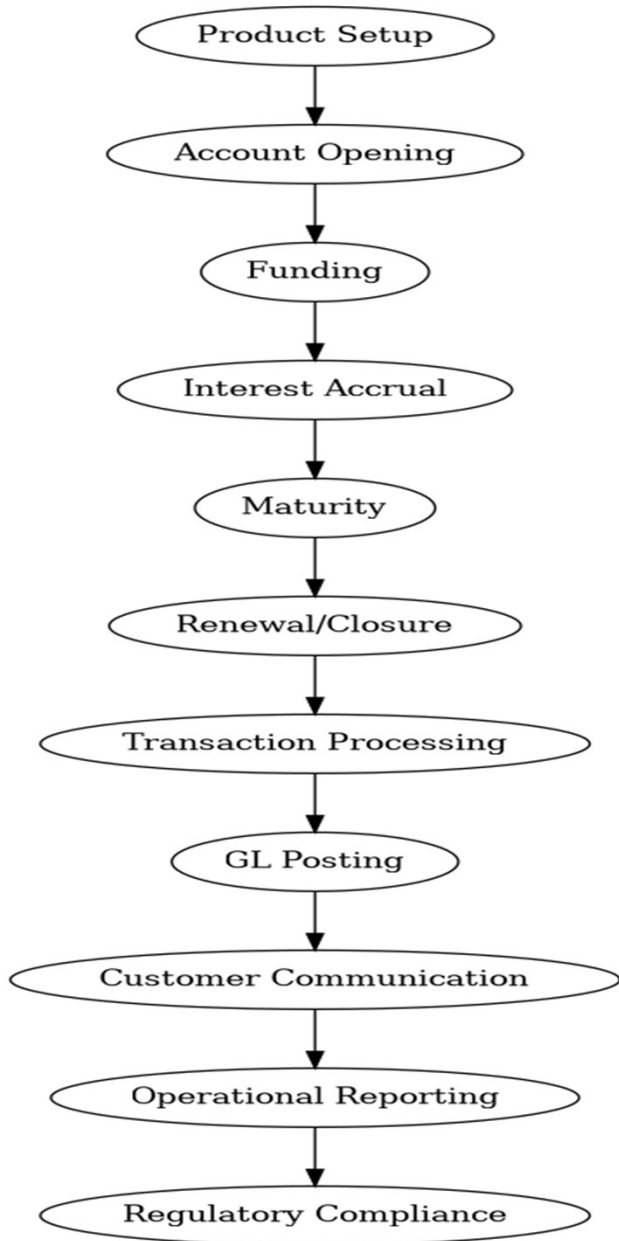 Product Setup
Account Opening
Funding
Interest Accrual
Maturity
Renewal/Closure
Transaction Processing
GL Posting
Customer Communication
Operational Reporting
Regulatory Compliance